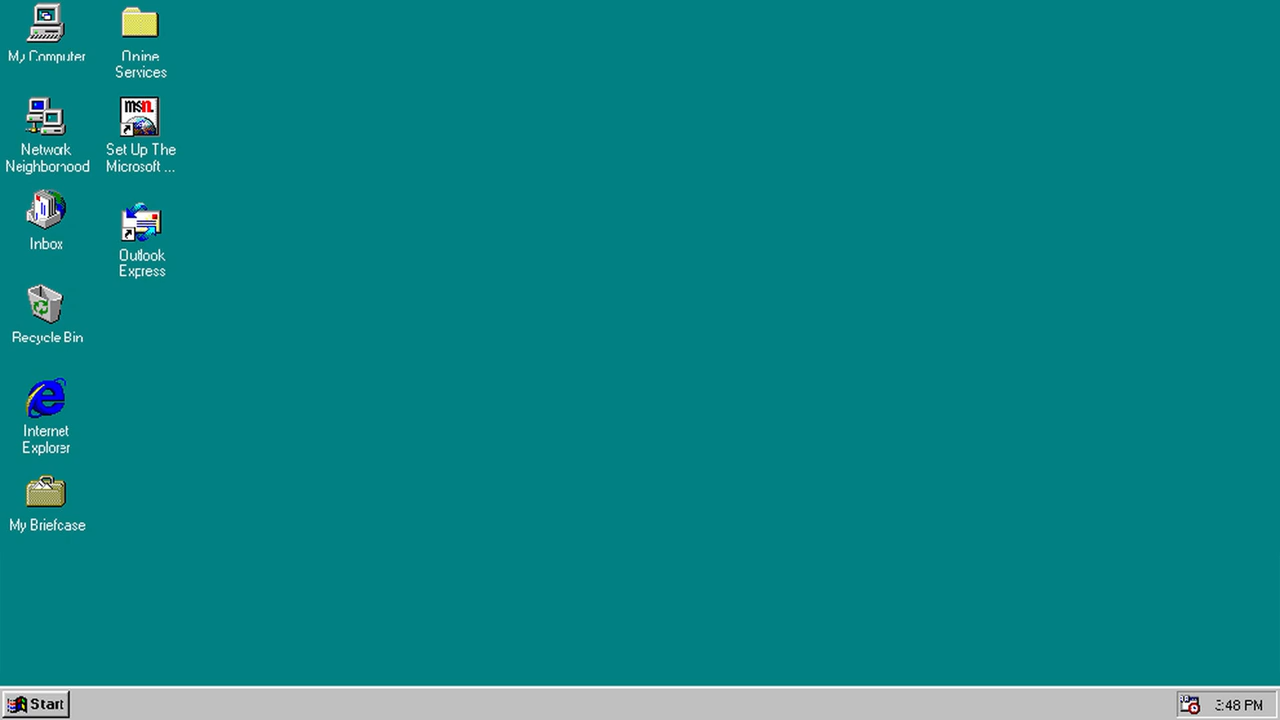 My Computer
Online
Services
Network
Neighborhood
msn.
Set Up The
Microsoft ...
Inbox
Outlook
Express
Recycle Bin
Internet
Explorer
My Briefcase
Start
3:48 PM